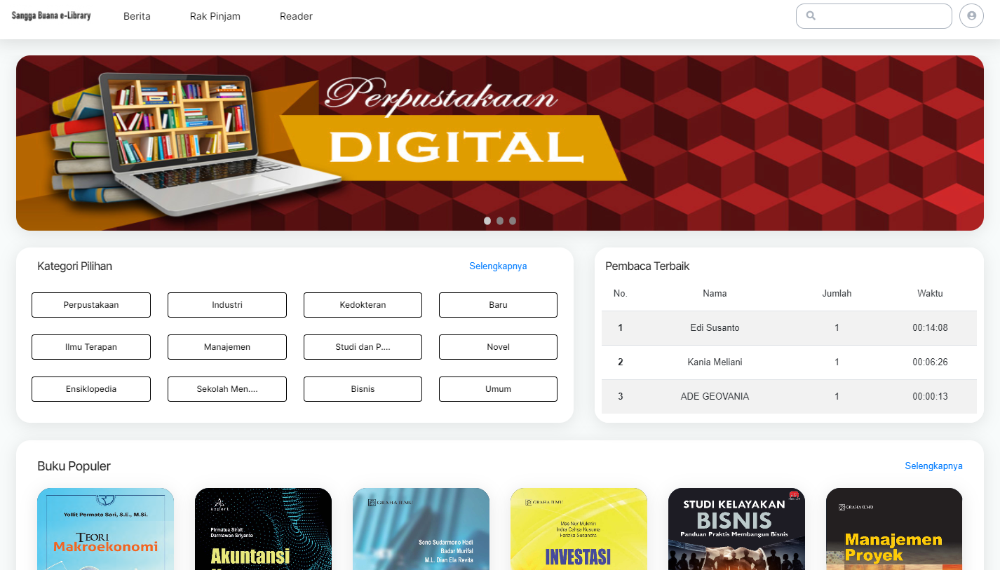 Sangga Buana e-Library
Berita
Rak Pinjam
Reader
Perpustakaan
DIGITAL
Kategori Pilihan
Selengkapnya
Perpustakaan
Industri
Kedokteran
Baru
Ilmu Terapan
Manajemen
Studi dan P....
Novel
Ensiklopedia
Sekolah Men....
Bisnis
Umum
Pembaca Terbaik
No. Nama Jumlah Waktu
1 Edi Susanto 1 00:14:08
2 Kania Meliani 1 00:06:26
3 ADE GEOVANIA 1 00:00:13
Buku Populer
Selengkapnya
Yollit Permata Sari, S.E., M.Si.
TEORI
Makroekonomi
expert
Pirmatua Sirait
Darmawan Sriyanto
Akuntansi
GRAHA ILMU
Seno Sudarmono Hadi
Badar Murifal
M.L. Dian Ela Revita
GRAHA ILMU
Mas Nur Mukmin
Indra Cahya Kusuma
Farizka Susandra
INVESTASI
STUDI KELAYAKAN
BISNIS
Panduan Praktis Membangun Bisnis
GRAHA ILMU
Manajemen
Proyek